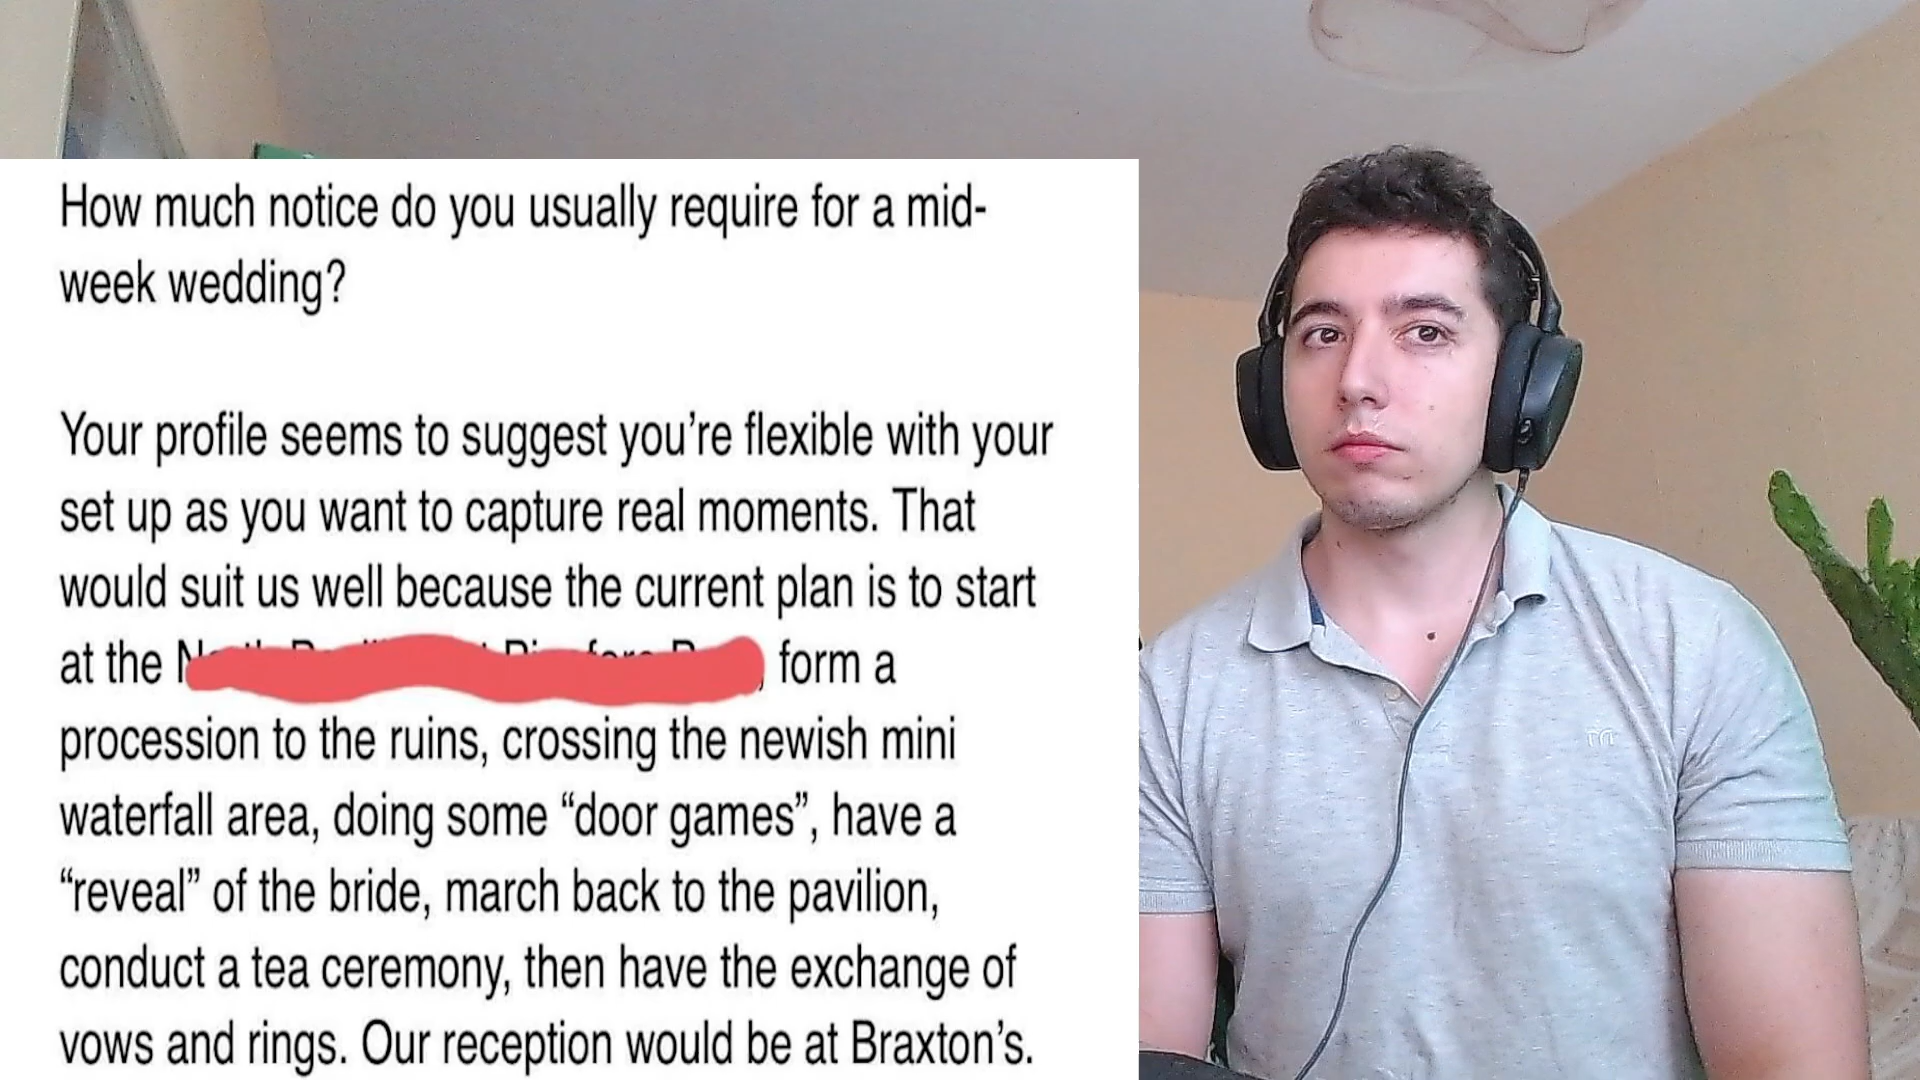 How much notice do you usually require for a mid-
week wedding?
Your profile seems to suggest you’re flexible with your
set up as you want to capture real moments. That
would suit us well because the current plan is to start
at the form a
procession to the ruins, crossing the newish mini
waterfall area, doing some “door games”, have a
“reveal” of the bride, march back to the pavilion,
conduct a tea ceremony, then have the exchange of
vows and rings. Our reception would be at Braxton’s.